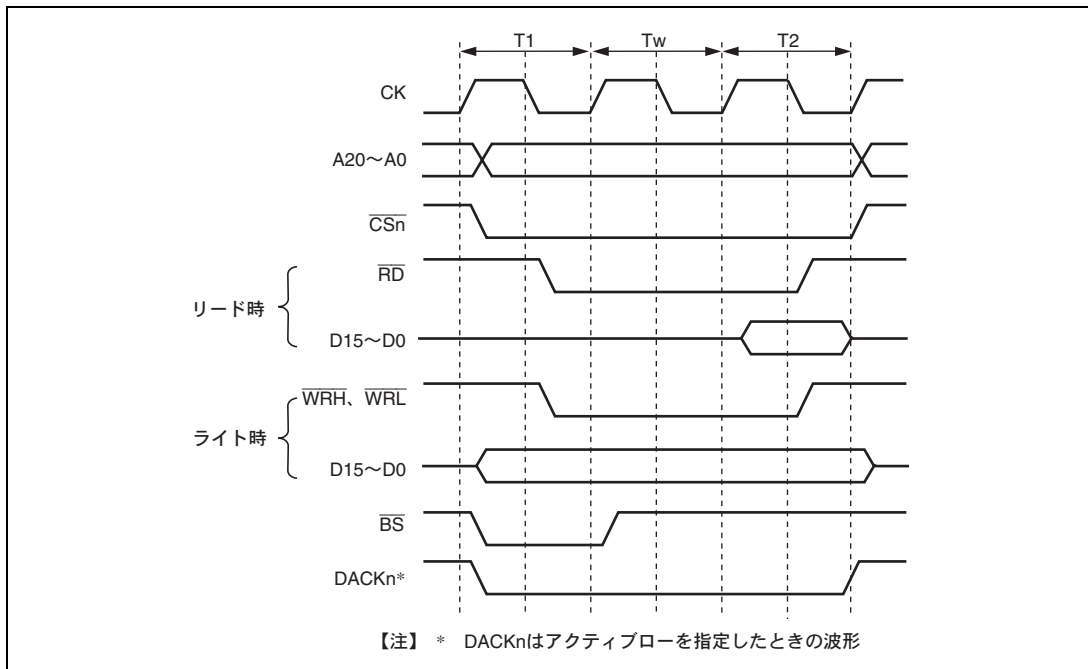 T1 Tw T2
CK
A20〜A0
CSn
RD
リード時
D15〜D0
WRH、WRL
ライト時
D15〜D0
BS
DACKn*
【注】 * DACKnはアクティブローを指定したときの波形